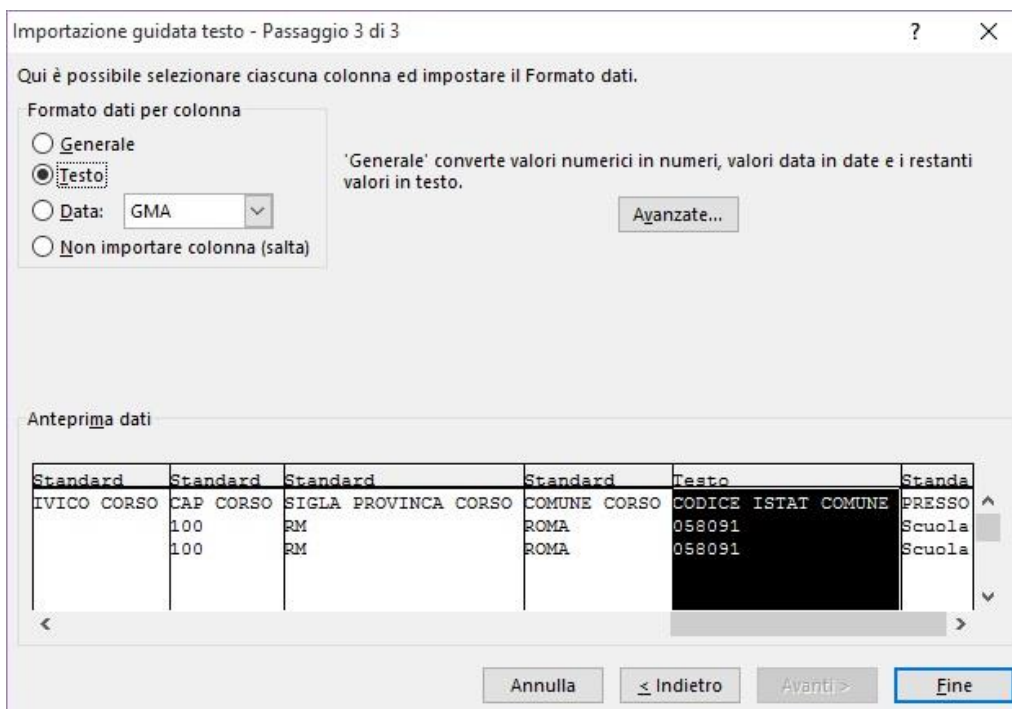 Importazione guidata testo - Passaggio 3 di 3 ?
Qui è possibile selezionare ciascuna colonna ed impostare il Formato dati.
Formato dati per colonna
Generale
Testo
Data: GMA
Non importare colonna (salta)
'Generale' converte valori numerici in numeri, valori data in date e i restanti
valori in testo.
Avanzate...
Anteprima dati
Standard Standard Standard Standard Testo Standa
IVICO CORSO CAP CORSO SIGLA PROVINCA CORSO COMUNE CORSO CODICE ISTAT COMUNE PRESSO
100 RM ROMA 058091 Scuola
100 RM ROMA 058091 Scuola
Annulla < Indietro Avanti > Fine